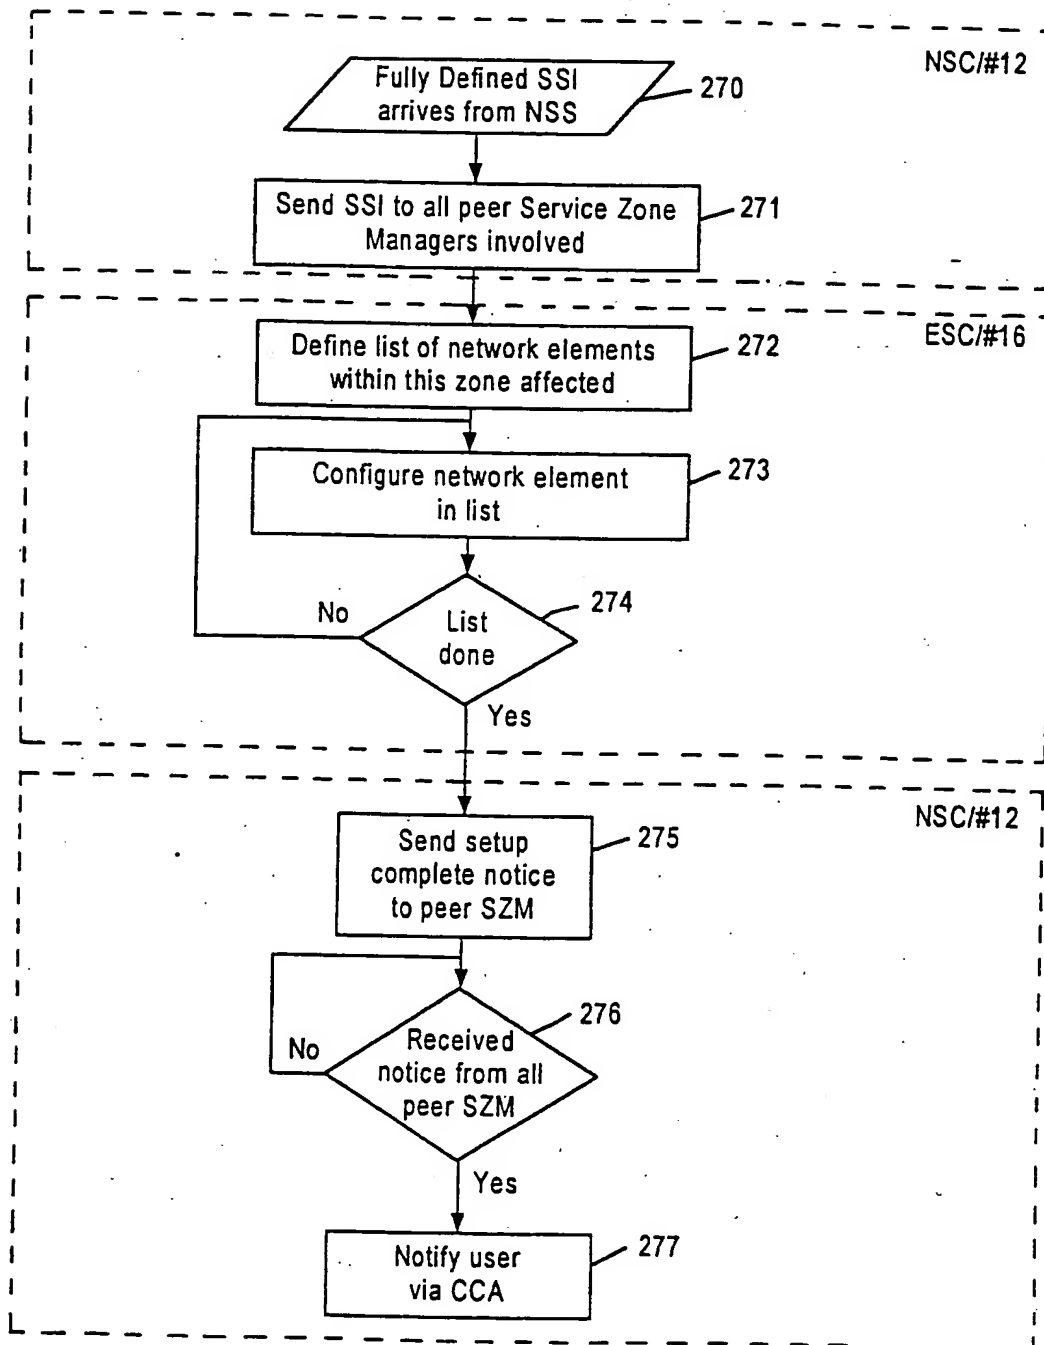 NSC/#12
Fully Defined SSI
arrives from NSS
270
Send SSI to all peer Service Zone
Managers involved
271
ESC/#16
Define list of network elements
within this zone affected
272
Configure network element
in list
273
274
No
List
done
Yes
NSC/#12
Send setup
complete notice
to peer SZM
275
276
No
Received
notice from all
peer SZM
Yes
Notify user
via CCA
277